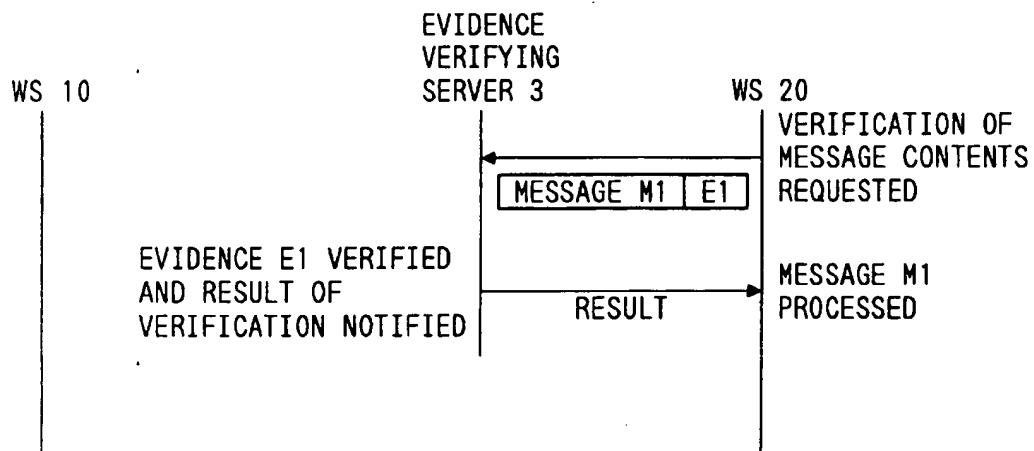 WS 10
EVIDENCE
VERIFYING
SERVER 3
WS 20
VERIFICATION OF
MESSAGE CONTENTS
REQUESTED
MESSAGE M1 E1
EVIDENCE E1 VERIFIED
AND RESULT OF
VERIFICATION NOTIFIED
RESULT
MESSAGE M1
PROCESSED